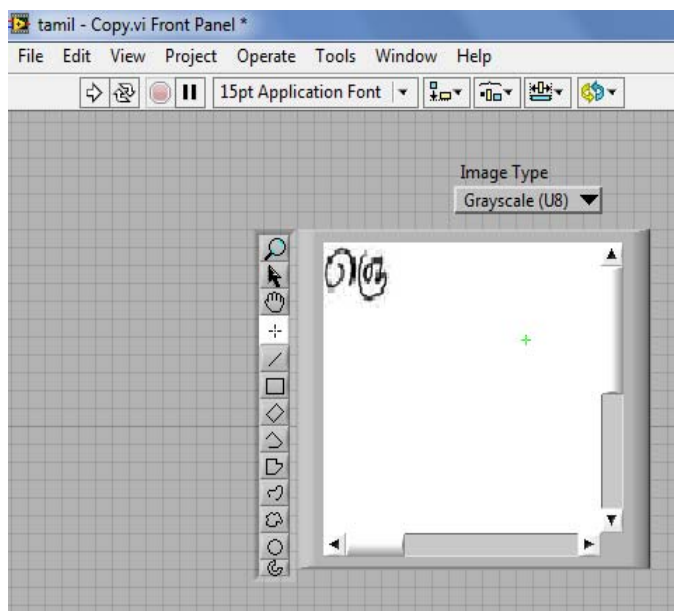 tamil - Copy.vi Front Panel *
File Edit View Project Operate Tools Window Help
15pt Application Font
Image Type
Grayscale (U8)